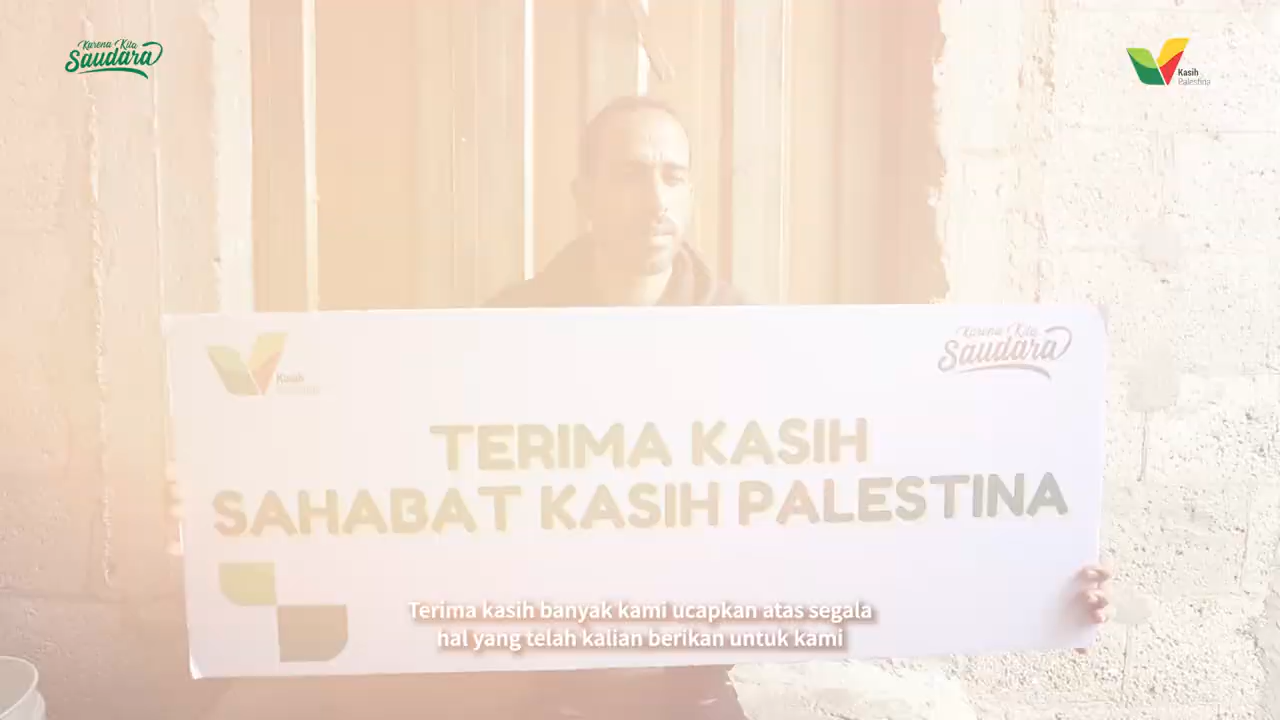 Karena Kita
Saudara
Kasih
Palestina
Kasih
Karena Kita
Saudara
TERIMA KASIH
SAHABAT KASIH PALESTINA
Terima kasih banyak kami ucapkan atas segala
hal yang telah kalian berikan untuk kami